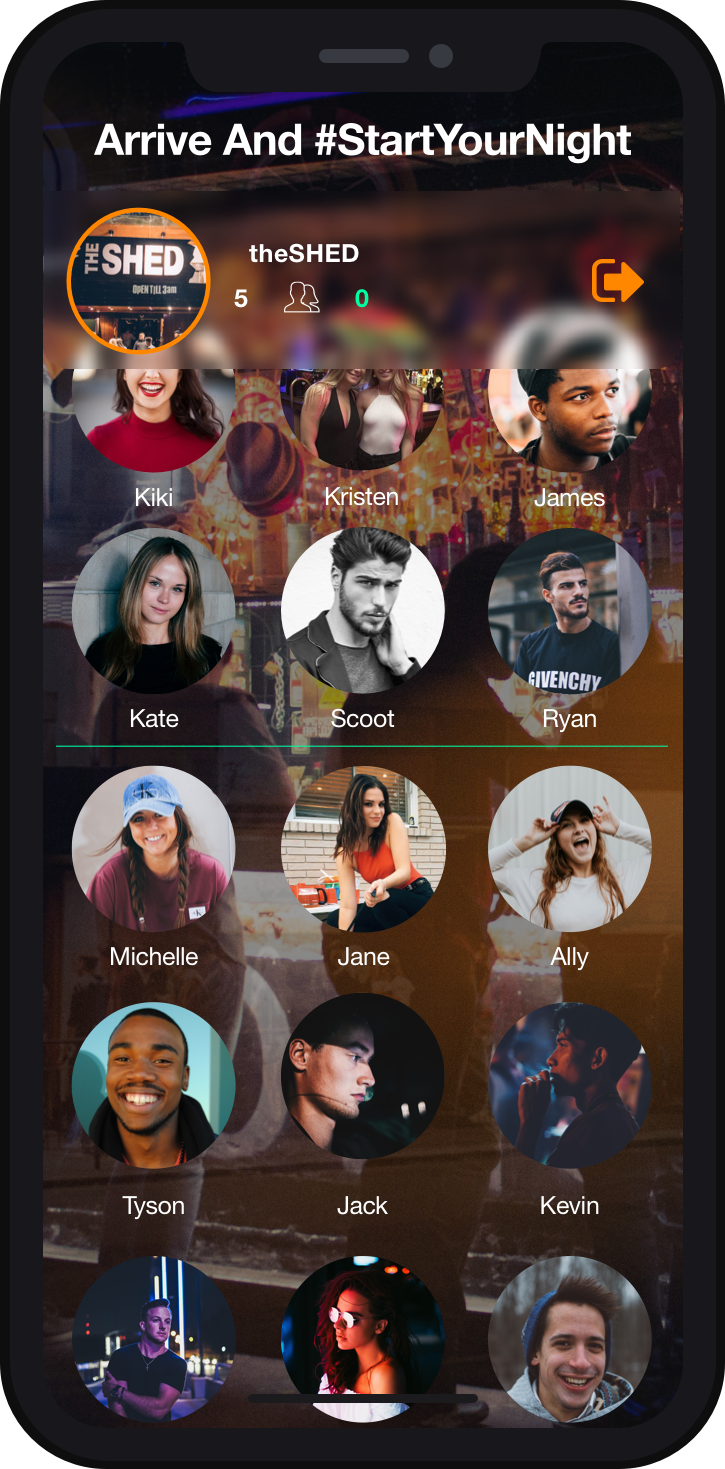 Arrive And #StartYourNight
THE SHED
OPEN TILL 3am
theSHED
5 0
Kiki Kristen James
GIVENCHY
Kate Scoot Ryan
Michelle Jane Ally
Tyson Jack Kevin